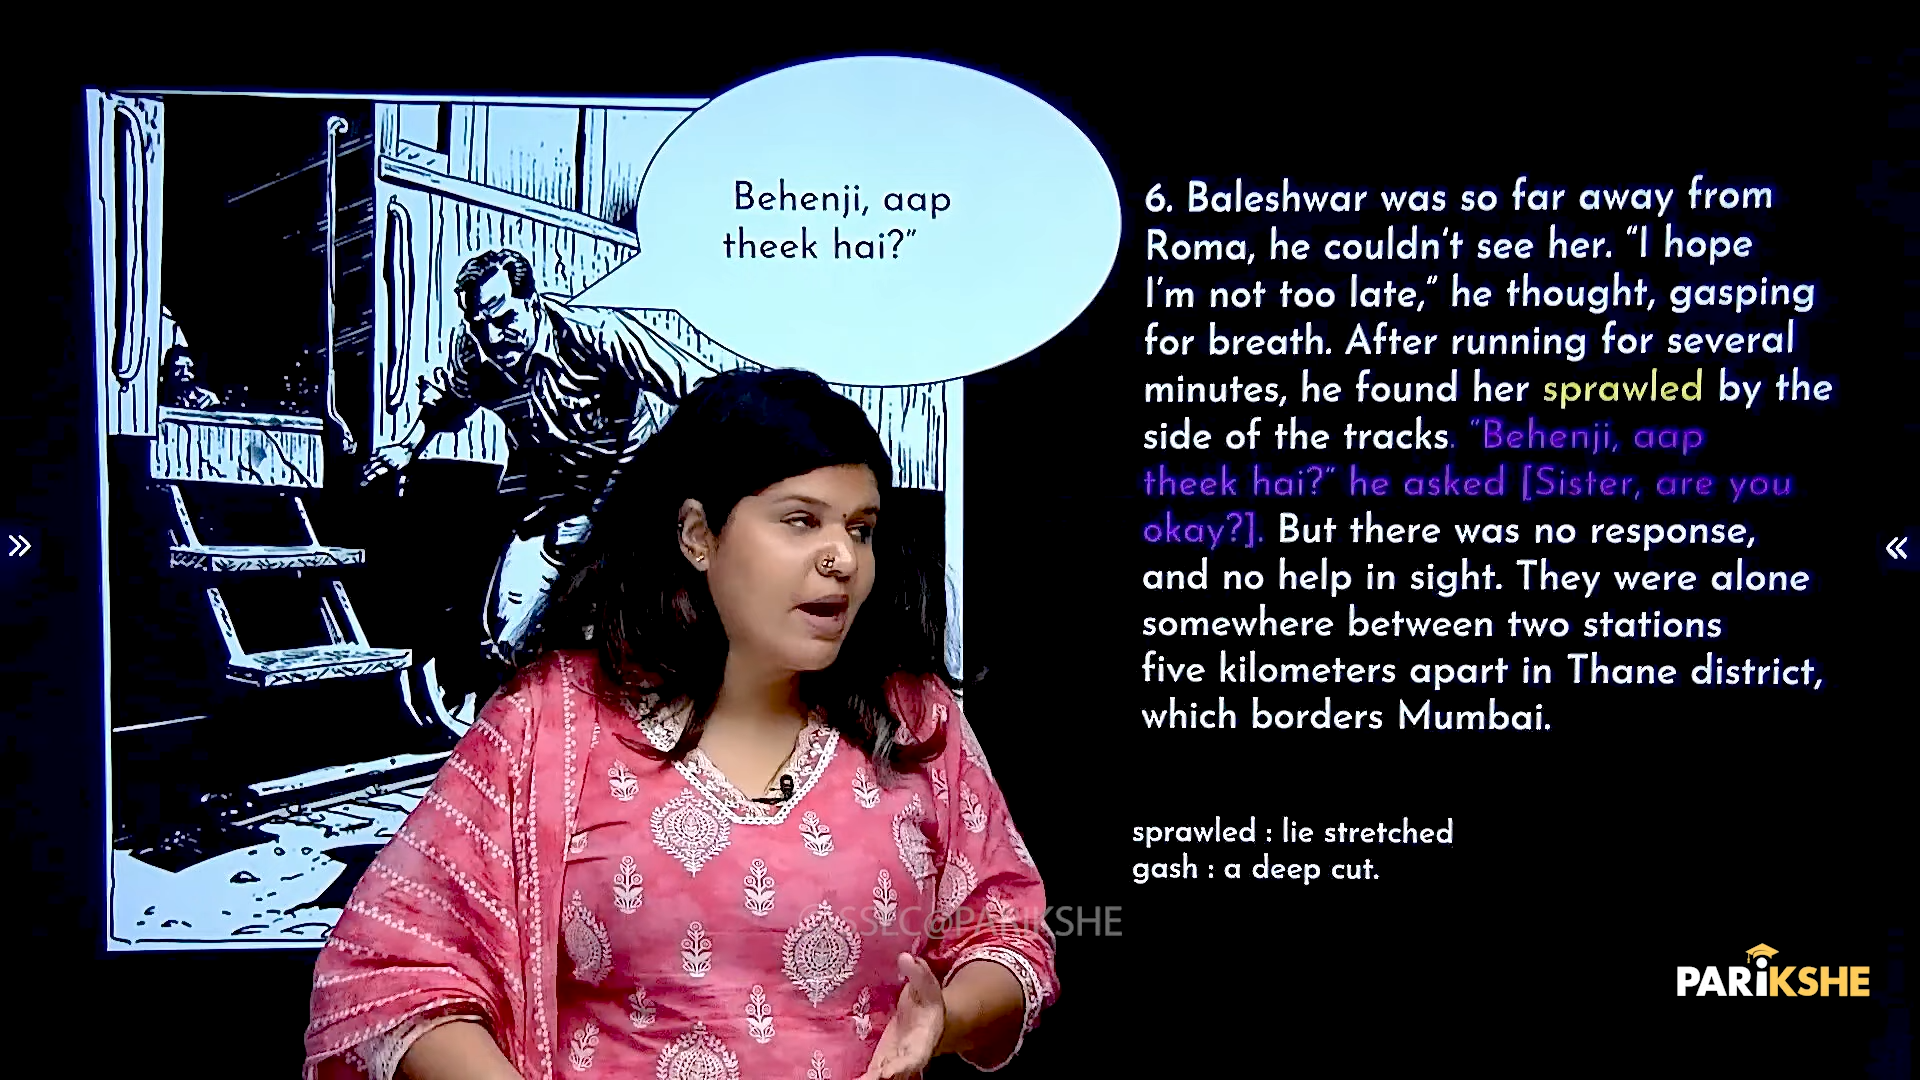 Behenji, aap
theek hai?”
6. Baleshwar was so far away from
Roma, he couldn't see her. “I hope
I'm not too late,” he thought, gasping
for breath. After running for several
minutes, he found her sprawled by the
side of the tracks. “Behenji, aap
theek hai?” he asked [Sister, are you
okay?]. But there was no response,
and no help in sight. They were alone
somewhere between two stations
five kilometers apart in Thane district,
which borders Mumbai.
sprawled : lie stretched
gash : a deep cut.
SSLC@PARIKSHE
PARiKSHE